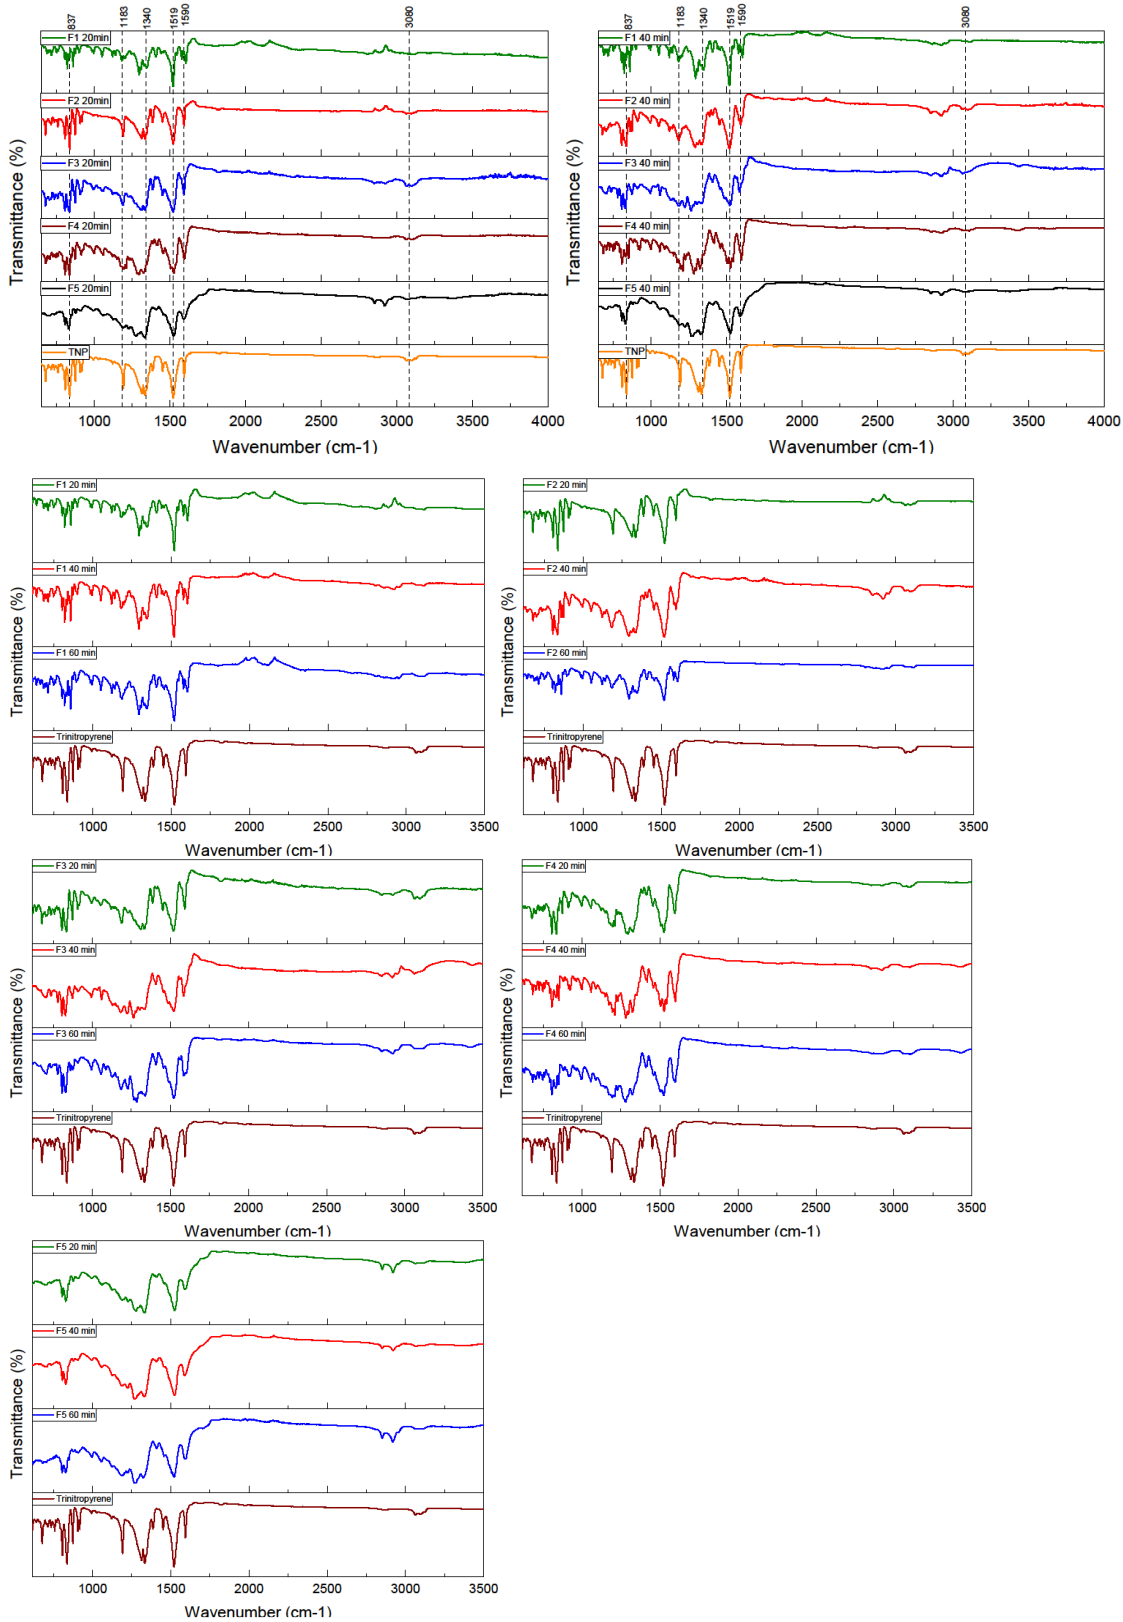 837 1183 1340 1519 1590 3080
F1 20min
F2 20min
F3 20min
F4 20min
F5 20min
TNP
Transmittance (%)
1000 1500 2000 2500 3000 3500 4000
Wavenumber (cm-1)
837 1183 1340 1519 1590 3080
F1 40 min
F2 40 min
F3 40 min
F4 40 min
F5 40 min
TNP
Transmittance (%)
1000 1500 2000 2500 3000 3500 4000
Wavenumber (cm-1)
F1 20 min
F1 40 min
F1 60 min
Trinitropyrene
Transmittance (%)
1000 1500 2000 2500 3000 3500
Wavenumber (cm-1)
F2 20 min
F2 40 min
F2 60 min
Trinitropyrene
Transmittance (%)
1000 1500 2000 2500 3000 3500
Wavenumber (cm-1)
F3 20 min
F3 40 min
F3 60 min
Trinitropyrene
Transmittance (%)
1000 1500 2000 2500 3000 3500
Wavenumber (cm-1)
F4 20 min
F4 40 min
F4 60 min
Trinitropyrene
Transmittance (%)
1000 1500 2000 2500 3000 3500
Wavenumber (cm-1)
F5 20 min
F5 40 min
F5 60 min
Trinitropyrene
Transmittance (%)
1000 1500 2000 2500 3000 3500
Wavenumber (cm-1)